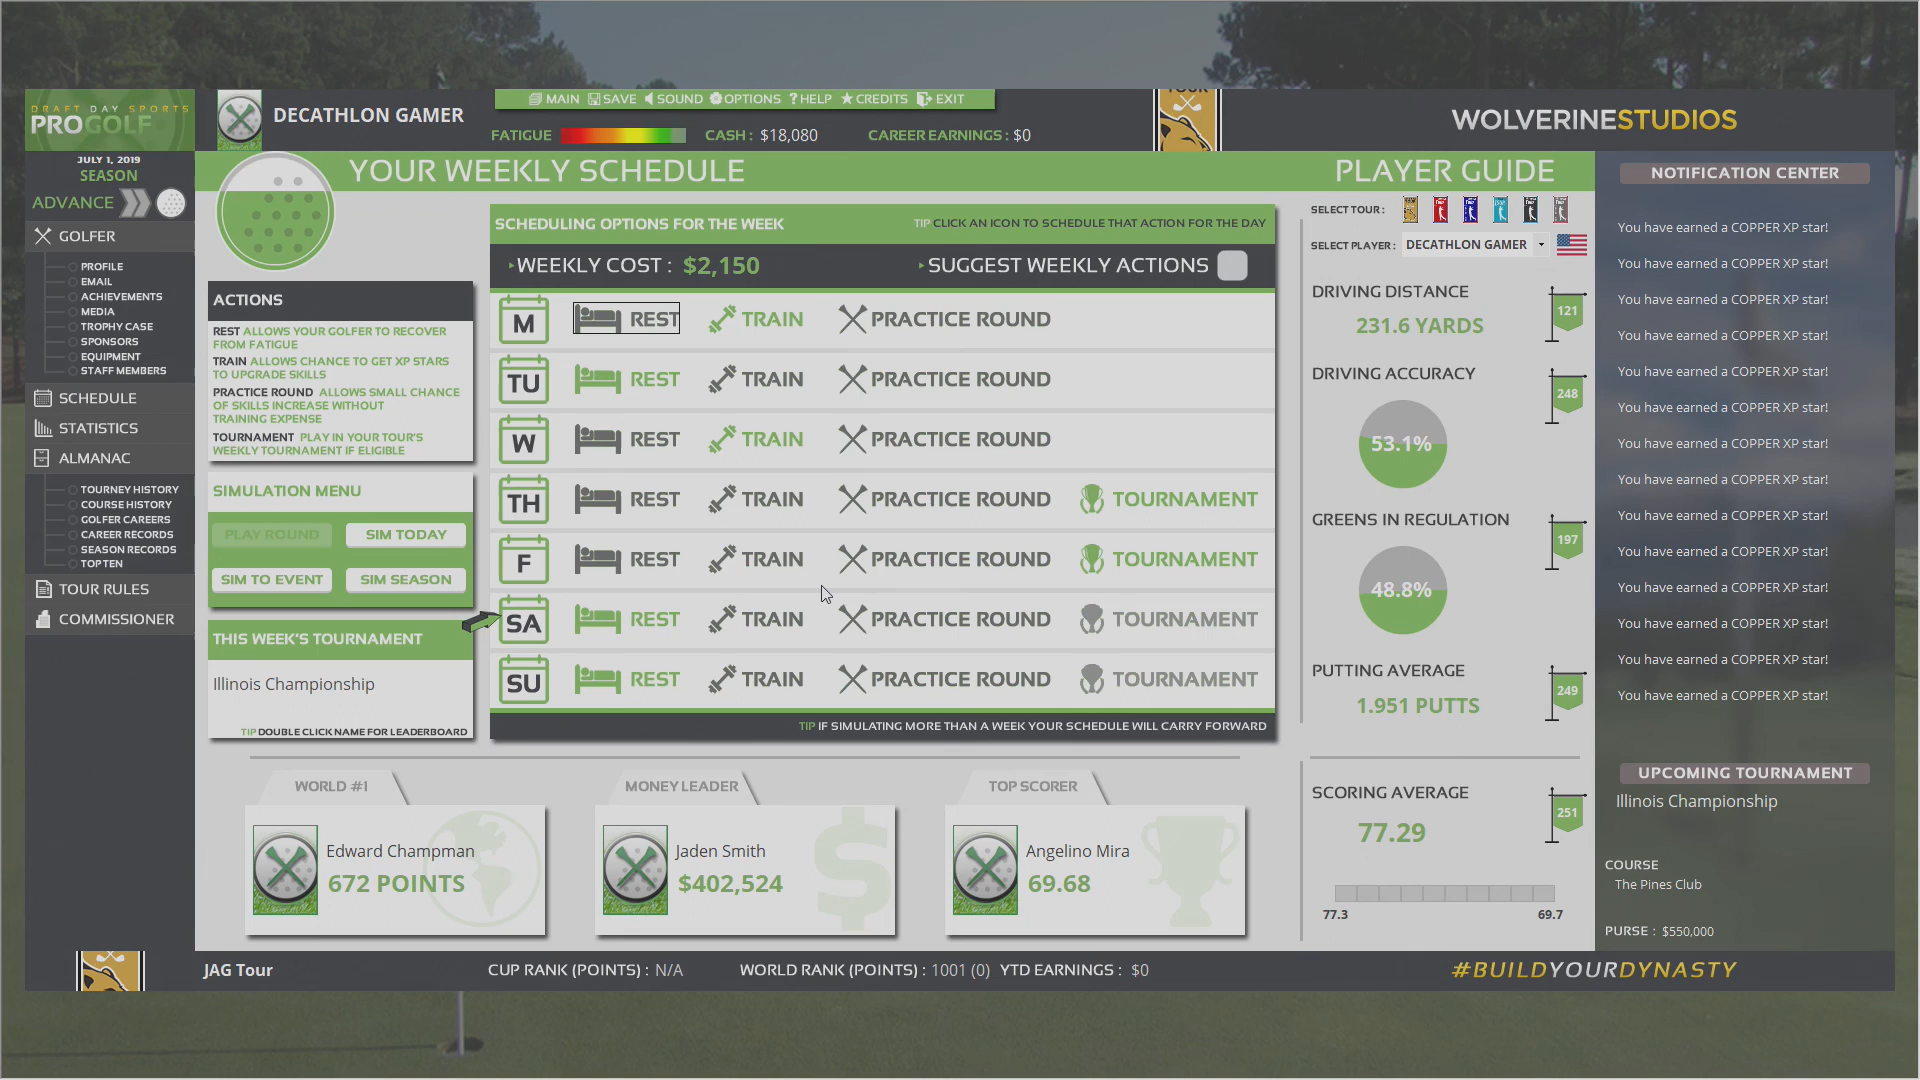 DRAFT DAY SPORTS
PROGOLF
DECATHLON GAMER
MAIN SAVE SOUND OPTIONS ? HELP CREDITS EXIT
FATIGUE
CASH : $18,080
CAREER EARNINGS : $0
TOUR
WOLVERINESTUDIOS
JULY 1, 2019
SEASON
ADVANCE
GOLFER
PROFILE
EMAIL
ACHIEVEMENTS
MEDIA
TROPHY CASE
SPONSORS
EQUIPMENT
STAFF MEMBERS
SCHEDULE
STATISTICS
ALMANAC
TOURNEY HISTORY
COURSE HISTORY
GOLFER CAREERS
CAREER RECORDS
SEASON RECORDS
TOP TEN
TOUR RULES
COMMISSIONER
YOUR WEEKLY SCHEDULE
ACTIONS
REST ALLOWS YOUR GOLFER TO RECOVER
FROM FATIGUE
TRAIN ALLOWS CHANCE TO GET XP STARS
TO UPGRADE SKILLS
PRACTICE ROUND ALLOWS SMALL CHANCE
OF SKILLS INCREASE WITHOUT
TRAINING EXPENSE
TOURNAMENT PLAY IN YOUR TOUR'S
WEEKLY TOURNAMENT IF ELIGIBLE
SIMULATION MENU
PLAY ROUND SIM TODAY
SIM TO EVENT SIM SEASON
THIS WEEK'S TOURNAMENT
Illinois Championship
TIP DOUBLE CLICK NAME FOR LEADERBOARD
SCHEDULING OPTIONS FOR THE WEEK
TIP CLICK AN ICON TO SCHEDULE THAT ACTION FOR THE DAY
WEEKLY COST : $2,150
SUGGEST WEEKLY ACTIONS
M REST TRAIN PRACTICE ROUND
TU REST TRAIN PRACTICE ROUND
W REST TRAIN PRACTICE ROUND
TH REST TRAIN PRACTICE ROUND TOURNAMENT
F REST TRAIN PRACTICE ROUND TOURNAMENT
SA REST TRAIN PRACTICE ROUND TOURNAMENT
SU REST TRAIN PRACTICE ROUND TOURNAMENT
TIP IF SIMULATING MORE THAN A WEEK YOUR SCHEDULE WILL CARRY FORWARD
WORLD #1
Edward Champman
672 POINTS
MONEY LEADER
Jaden Smith
$402,524
TOP SCORER
Angelino Mira
69.68
PLAYER GUIDE
SELECT TOUR :
SELECT PLAYER : DECATHLON GAMER
DRIVING DISTANCE
231.6 YARDS
121
DRIVING ACCURACY
53.1%
248
GREENS IN REGULATION
48.8%
197
PUTTING AVERAGE
1.951 PUTTS
249
SCORING AVERAGE
77.29
251
77.3 69.7
NOTIFICATION CENTER
You have earned a COPPER XP star!
You have earned a COPPER XP star!
You have earned a COPPER XP star!
You have earned a COPPER XP star!
You have earned a COPPER XP star!
You have earned a COPPER XP star!
You have earned a COPPER XP star!
You have earned a COPPER XP star!
You have earned a COPPER XP star!
You have earned a COPPER XP star!
You have earned a COPPER XP star!
You have earned a COPPER XP star!
You have earned a COPPER XP star!
You have earned a COPPER XP star!
UPCOMING TOURNAMENT
Illinois Championship
COURSE
The Pines Club
PURSE : $550,000
JAG Tour
CUP RANK (POINTS) : N/A
WORLD RANK (POINTS) : 1001 (0)
YTD EARNINGS : $0
#BUILDYOURDYNASTY